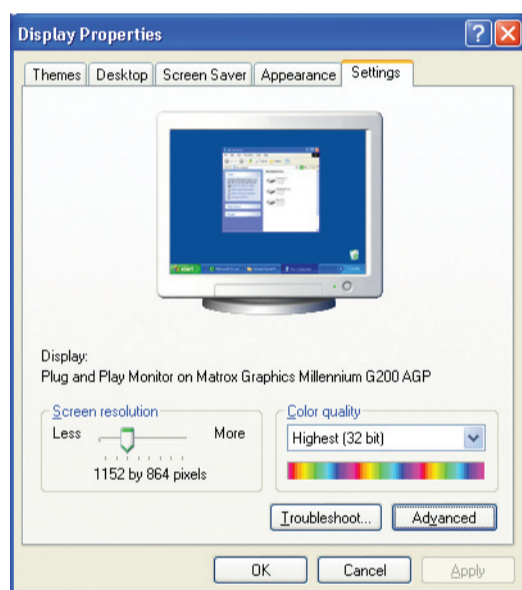 Display Properties
Themes Desktop Screen Saver Appearance Settings
start
Display:
Plug and Play Monitor on Matrox Graphics Millennium G200 AGP
Screen resolution
Less More
1152 by 864 pixels
Color quality
Highest (32 bit)
Troubleshoot... Advanced
OK Cancel Apply